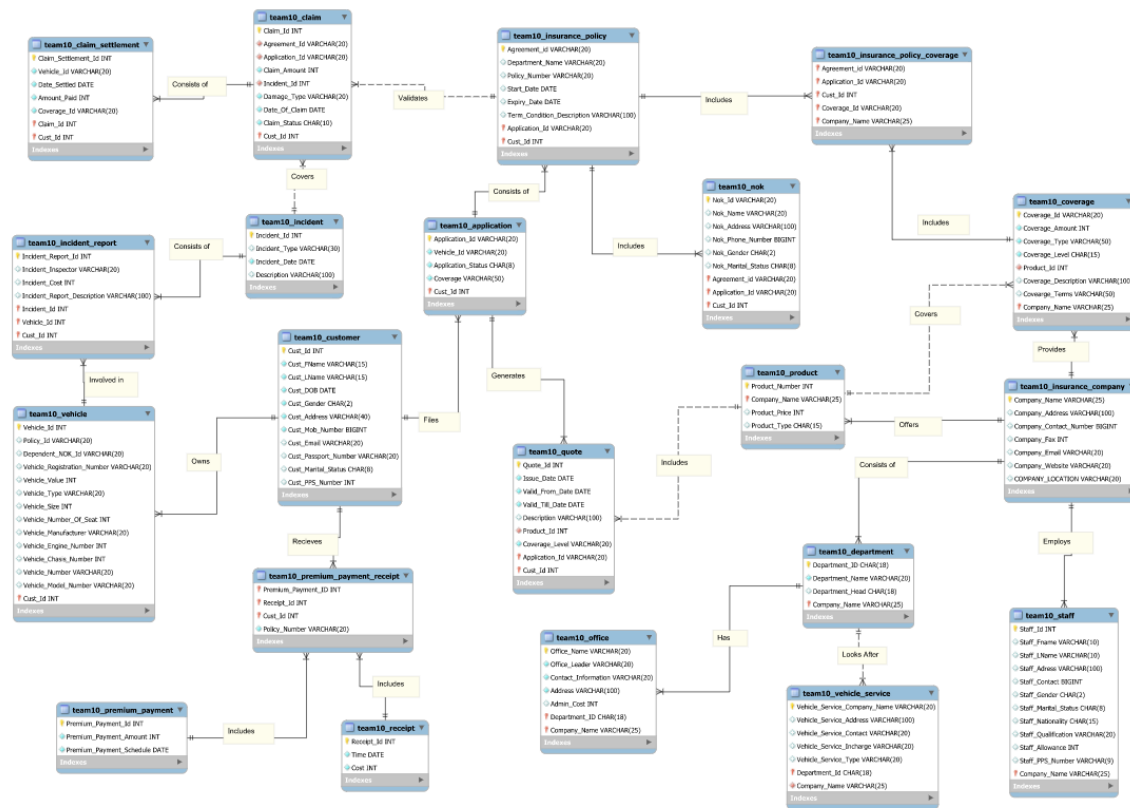 team10_claim_settlement
Claim_Settlement_Id INT
Vehicle_Id VARCHAR(20)
Date_Settled DATE
Amount_Paid INT
Coverage_Id VARCHAR(20)
Claim_Id INT
Cust_Id INT
Indexes
Consists of
team10_claim
Claim_Id INT
Agreement_Id VARCHAR(20)
Application_Id VARCHAR(20)
Claim_Amount INT
Incident_Id INT
Damage_Type VARCHAR(20)
Date_Of_Claim DATE
Claim_Status CHAR(10)
Cust_Id INT
Indexes
Validates
team10_insurance_policy
Agreement_id VARCHAR(20)
Department_Name VARCHAR(20)
Policy_Number VARCHAR(20)
Start_Date DATE
Expiry_Date DATE
Term_Condition_Description VARCHAR(100)
Application_Id VARCHAR(20)
Cust_Id INT
Indexes
Includes
team10_insurance_policy_coverage
Agreement_id VARCHAR(20)
Application_Id VARCHAR(20)
Cust_Id INT
Coverage_Id VARCHAR(20)
Company_Name VARCHAR(25)
Indexes
Covers
Consists of
team10_incident_report
Incident_Report_Id INT
Incident_Inspector VARCHAR(20)
Incident_Cost INT
Incident_Report_Description VARCHAR(100)
Incident_Id INT
Vehicle_Id INT
Cust_Id INT
Indexes
Consists of
team10_incident
Incident_Id INT
Incident_Type VARCHAR(30)
Incident_Date DATE
Description VARCHAR(100)
Indexes
team10_application
Application_Id VARCHAR(20)
Vehicle_Id VARCHAR(20)
Application_Status CHAR(8)
Coverage VARCHAR(50)
Cust_Id INT
Indexes
Includes
team10_nok
Nok_Id VARCHAR(20)
Nok_Name VARCHAR(20)
Nok_Address VARCHAR(100)
Nok_Phone_Number BIGINT
Nok_Gender CHAR(2)
Nok_Marital_Status CHAR(8)
Agreement_id VARCHAR(20)
Application_Id VARCHAR(20)
Cust_Id INT
Indexes
Includes
team10_coverage
Coverage_Id VARCHAR(20)
Coverage_Amount INT
Coverage_Type VARCHAR(50)
Coverage_Level CHAR(15)
Product_Id INT
Coverage_Description VARCHAR(100
Covearge_Terms VARCHAR(50)
Company_Name VARCHAR(25)
Indexes
Involved in
Covers
Provides
team10_vehicle
Vehicle_Id INT
Policy_Id VARCHAR(20)
Dependent_NOK_Id VARCHAR(20)
Vehicle_Registration_Number VARCHAR(20)
Vehicle_Value INT
Vehicle_Type VARCHAR(20)
Vehicle_Size INT
Vehicle_Number_Of_Seat INT
Vehicle_Manufacturer VARCHAR(20)
Vehicle_Engine_Number INT
Vehicle_Chasis_Number INT
Vehicle_Number VARCHAR(20)
Vehicle_Model_Number VARCHAR(20)
Cust_Id INT
Indexes
Owns
team10_customer
Cust_Id INT
Cust_FName VARCHAR(15)
Cust_LName VARCHAR(15)
Cust_DOB DATE
Cust_Gender CHAR(2)
Cust_Address VARCHAR(40)
Cust_Mob_Number BIGINT
Cust_Email VARCHAR(20)
Cust_Passport_Number VARCHAR(20)
Cust_Marital_Status CHAR(8)
Cust_PPS_Number INT
Indexes
Files
Generates
team10_quote
Quote_Id INT
Issue_Date DATE
Valid_From_Date DATE
Valid_Till_Date DATE
Description VARCHAR(100)
Product_Id INT
Coverage_Level VARCHAR(20)
Application_Id VARCHAR(20)
Cust_Id INT
Indexes
Includes
team10_product
Product_Number INT
Company_Name VARCHAR(25)
Product_Price INT
Product_Type CHAR(15)
Indexes
Offers
team10_insurance_company
Company_Name VARCHAR(25)
Company_Address VARCHAR(100)
Company_Contact_Number BIGINT
Company_Fax INT
Company_Email VARCHAR(20)
Company_Website VARCHAR(20)
COMPANY_LOCATION VARCHAR(20)
Indexes
Consists of
Recieves
Employs
team10_premium_payment_receipt
Premium_Payment_ID INT
Receipt_Id INT
Cust_Id INT
Policy_Number VARCHAR(20)
Indexes
team10_department
Department_ID CHAR(18)
Department_Name VARCHAR(20)
Department_Head CHAR(18)
Company_Name VARCHAR(25)
Indexes
Has
Looks After
team10_office
Office_Name VARCHAR(20)
Office_Leader VARCHAR(20)
Contact_Information VARCHAR(20)
Address VARCHAR(100)
Admin_Cost INT
Department_ID CHAR(18)
Company_Name VARCHAR(25)
Indexes
team10_staff
Staff_Id INT
Staff_Fname VARCHAR(10)
Staff_LName VARCHAR(10)
Staff_Adress VARCHAR(100)
Staff_Contact BIGINT
Staff_Gender CHAR(2)
Staff_Marital_Status CHAR(8)
Staff_Nationality CHAR(15)
Staff_Qualification VARCHAR(20)
Staff_Allowance INT
Staff_PPS_Number VARCHAR(9)
Company_Name VARCHAR(25)
Indexes
Includes
team10_premium_payment
Premium_Payment_Id INT
Premium_Payment_Amount INT
Premium_Payment_Schedule DATE
Indexes
Includes
team10_receipt
Receipt_Id INT
Time DATE
Cost INT
Indexes
team10_vehicle_service
Vehicle_Service_Company_Name VARCHAR(20)
Vehicle_Service_Address VARCHAR(100)
Vehicle_Service_Contact VARCHAR(20)
Vehicle_Service_Incharge VARCHAR(20)
Vehicle_Service_Type VARCHAR(20)
Department_Id CHAR(18)
Company_Name VARCHAR(25)
Indexes